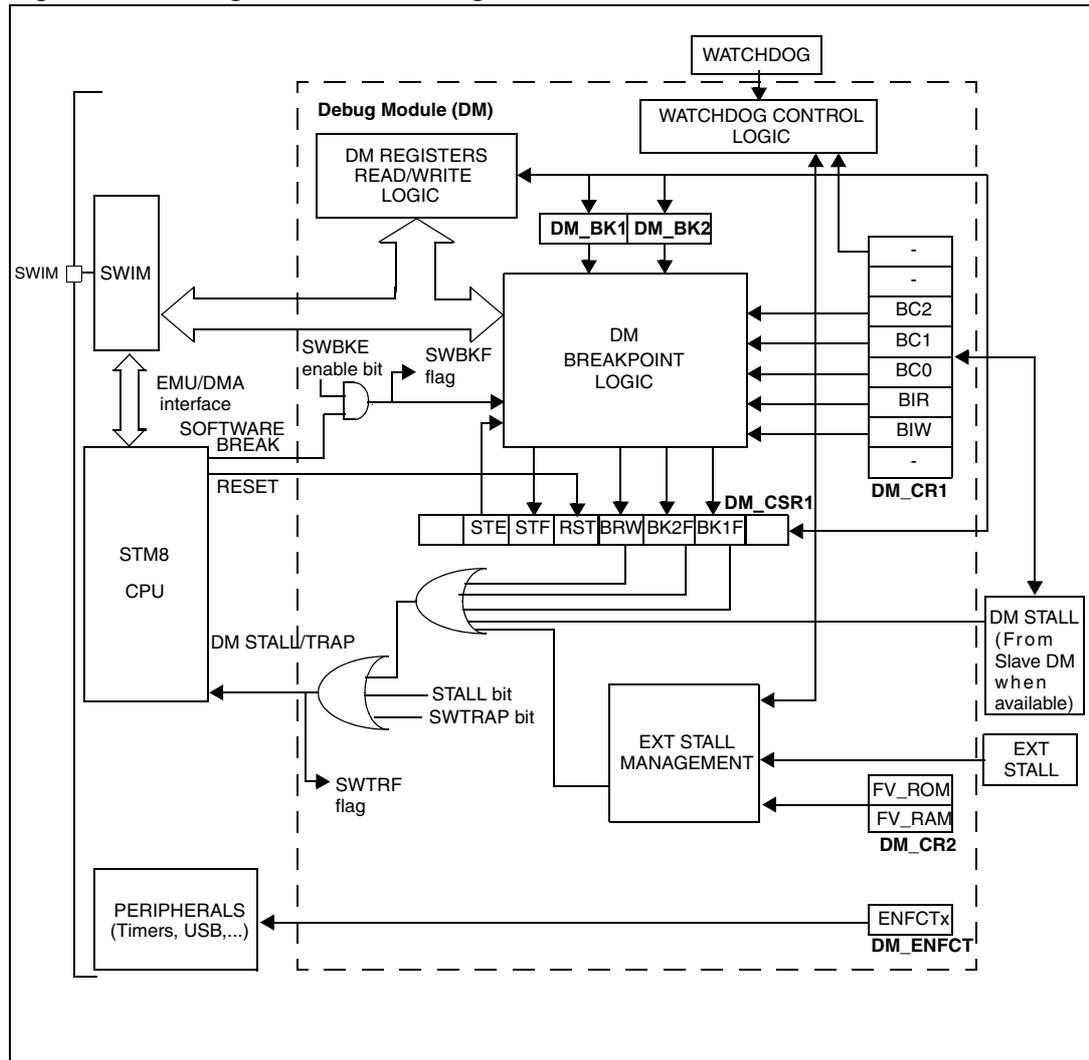 WATCHDOG
Debug Module (DM)
WATCHDOG CONTROL
LOGIC
DM REGISTERS
READ/WRITE
LOGIC
DM_BK1 DM_BK2
SWIM
SWIM
-
-
BC2
BC1
BC0
BIR
BIW
-
DM_CR1
DM
BREAKPOINT
LOGIC
SWBKE
enable bit
SWBKF
flag
EMU/DMA
interface
SOFTWARE
BREAK
RESET
DM_CSR1
STE STF RST BRW BK2F BK1F
STM8
CPU
DM STALL/TRAP
DM STALL
(From
Slave DM
when
available)
STALL bit
SWTRAP bit
EXT STALL
MANAGEMENT
EXT
STALL
SWTRF
flag
FV_ROM
FV_RAM
DM_CR2
PERIPHERALS
(Timers, USB,...)
ENFCTx
DM_ENFCT